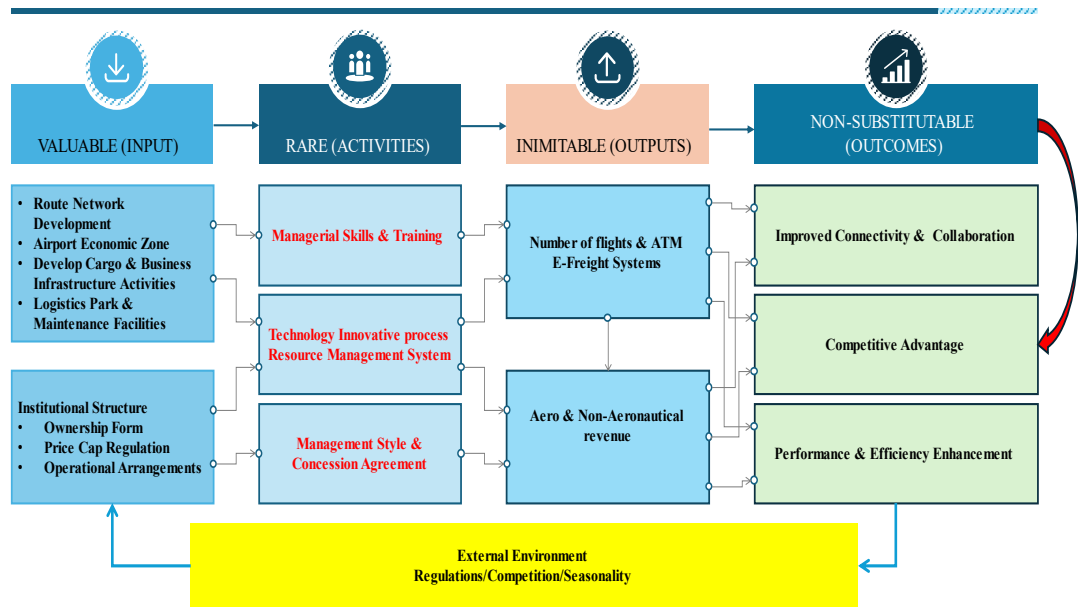 VALUABLE (INPUT)
RARE (ACTIVITIES)
INIMITABLE (OUTPUTS)
NON-SUBSTITUTABLE
(OUTCOMES)
• Route Network
Development
• Airport Economic Zone
• Develop Cargo & Business
Infrastructure Activities
• Logistics Park &
Maintenance Facilities
Institutional Structure
• Ownership Form
• Price Cap Regulation
• Operational Arrangements
Managerial Skills & Training
Technology Innovative process
Resource Management System
Management Style &
Concession Agreement
Number of flights & ATM
E-Freight Systems
Aero & Non-Aeronautical
revenue
Improved Connectivity & Collaboration
Competitive Advantage
Performance & Efficiency Enhancement
External Environment
Regulations/Competition/Seasonality